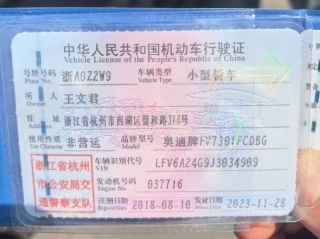 中华人民共和国机动车行驶证
Vehicle License of the People's Republic of China
号牌号码 浙A0Z2W9 车辆类型 小型轿车
Plate No. Vehicle Type
所有人 王文君
Owner
住址 浙江省杭州市西湖区留和路318号
Address
使用性质 非营运 品牌型号 奥迪牌FV7301FCDBG
Use Character Model
浙江省杭州
市公安局交
通警察支队
车辆识别代号 LFV6A24G9J3034909
VIN
发动机号码 037716
Engine No.
注册日期 2018-08-10 发证日期 2023-11-28
Register Date Issue Date